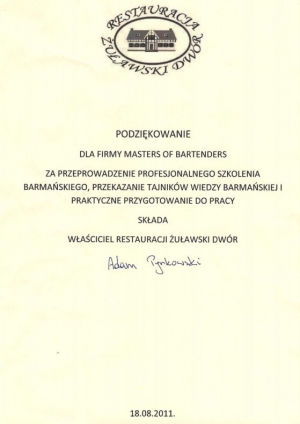 RESTAURACJA
ŻUŁAWSKI DWÓR
PODZIĘKOWANIE
DLA FIRMY MASTERS OF BARTENDERS
ZA PRZEPROWADZENIE PROFESJONALNEGO SZKOLENIA
BARMAŃSKIEGO, PRZEKAZANIE TAJNIKÓW WIEDZY BARMAŃSKIEJ I
PRAKTYCZNE PRZYGOTOWANIE DO PRACY
SKŁADA
WŁAŚCICIEL RESTAURACJI ŻUŁAWSKI DWÓR
Adam
18.08.2011.